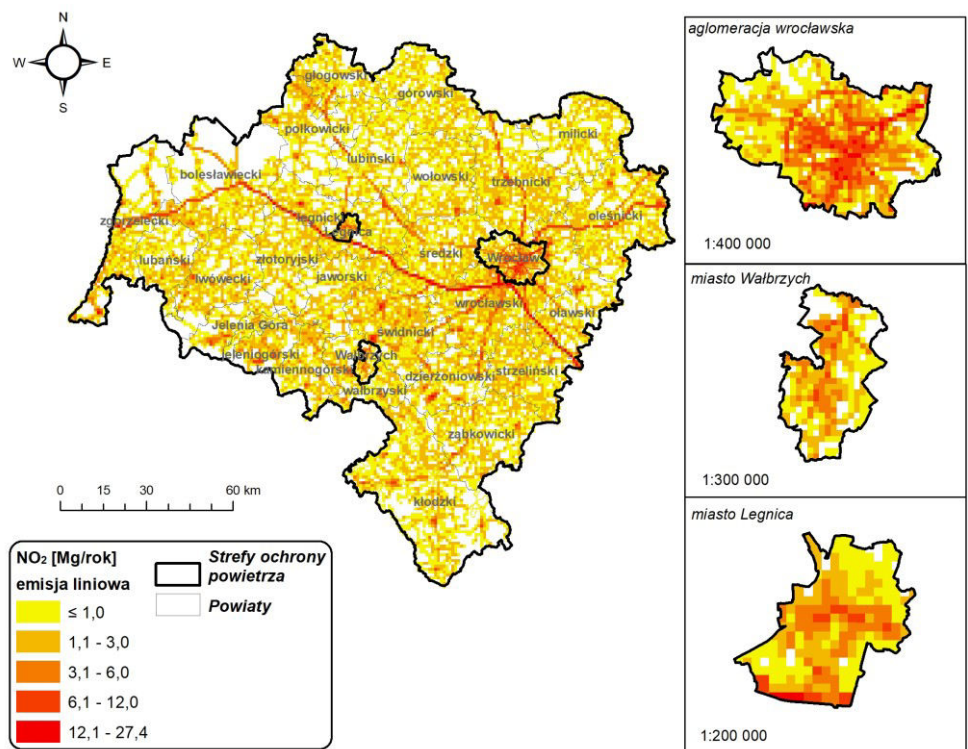 N
W E
S
głogowski
górowski
polkowicki
milicki
lubiński
bolesławiecki
wołowski
trzebnicki
oleśnicki
zgorzelecki
legnicki
Legnica
średzki
Wrocław
lubański
złotoryjski
lwówecki
jaworski
wrocławski
oławski
Jelenia Góra
świdnicki
jeleniogórski
Wałbrzych
kamiennogórski
dzierżoniowski
strzeliński
wałbrzyski
ząbkowicki
kłodzki
0 15 30 60 km
NO₂ [Mg/rok]
emisja liniowa
≤ 1,0
1,1 - 3,0
3,1 - 6,0
6,1 - 12,0
12,1 - 27,4
Strefy ochrony
powietrza
Powiaty
aglomeracja wrocławska
1:400 000
miasto Wałbrzych
1:300 000
miasto Legnica
1:200 000